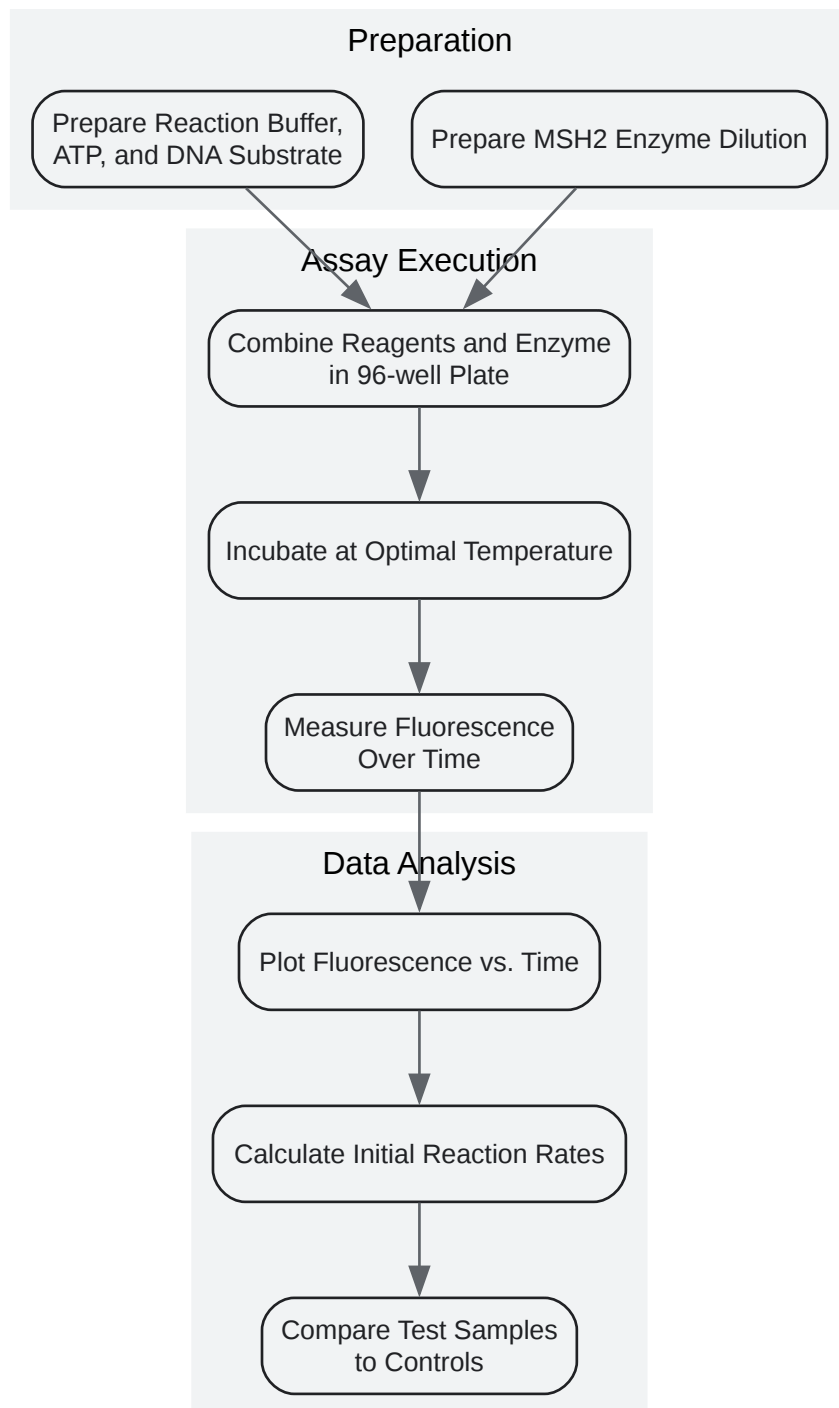 Preparation
Prepare Reaction Buffer,
ATP, and DNA Substrate
Prepare MSH2 Enzyme Dilution
Assay Execution
Combine Reagents and Enzyme
in 96-well Plate
Incubate at Optimal Temperature
Measure Fluorescence
Over Time
Data Analysis
Plot Fluorescence vs. Time
Calculate Initial Reaction Rates
Compare Test Samples
to Controls